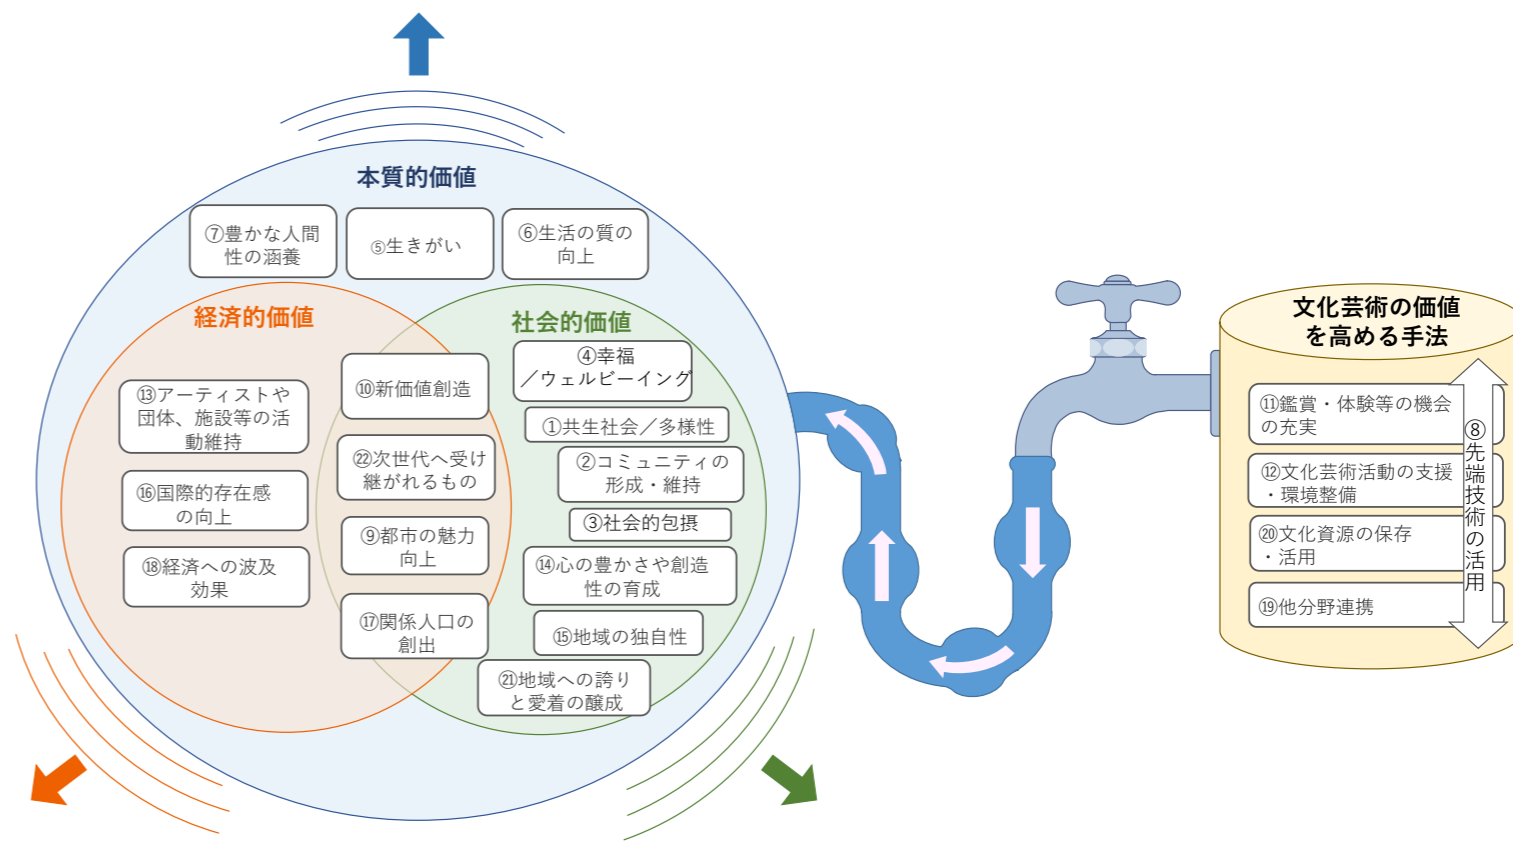 本質的価値
⑦豊かな人間
性の涵養
⑤生きがい
⑥生活の質の
向上
経済的価値
⑬アーティストや
団体、施設等の活
動維持
⑯国際的存在感
の向上
⑱経済への波及
効果
⑩新価値創造
㉒次世代へ受け
継がれるもの
⑨都市の魅力
向上
⑰関係人口の
創出
社会的価値
④幸福
／ウェルビーイング
①共生社会／多様性
②コミュニティの
形成・維持
③社会的包摂
⑭心の豊かさや創造
性の育成
⑮地域の独自性
㉑地域への誇り
と愛着の醸成
文化芸術の価値
を高める手法
⑪鑑賞・体験等の機会
の充実
⑫文化芸術活動の支援
・環境整備
⑳文化資源の保存
・活用
⑲他分野連携
⑧先端技術の活用